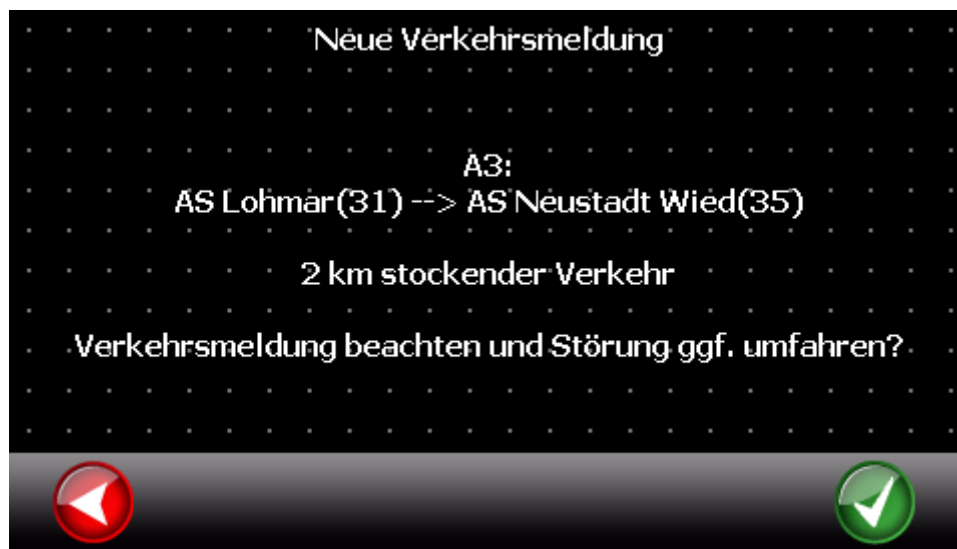 Neue Verkehrsmeldung
A3:
AS Lohmar(31) --> AS Neustadt Wied(35)
2 km stockender Verkehr
Verkehrsmeldung beachten und Störung ggf. umfahren?